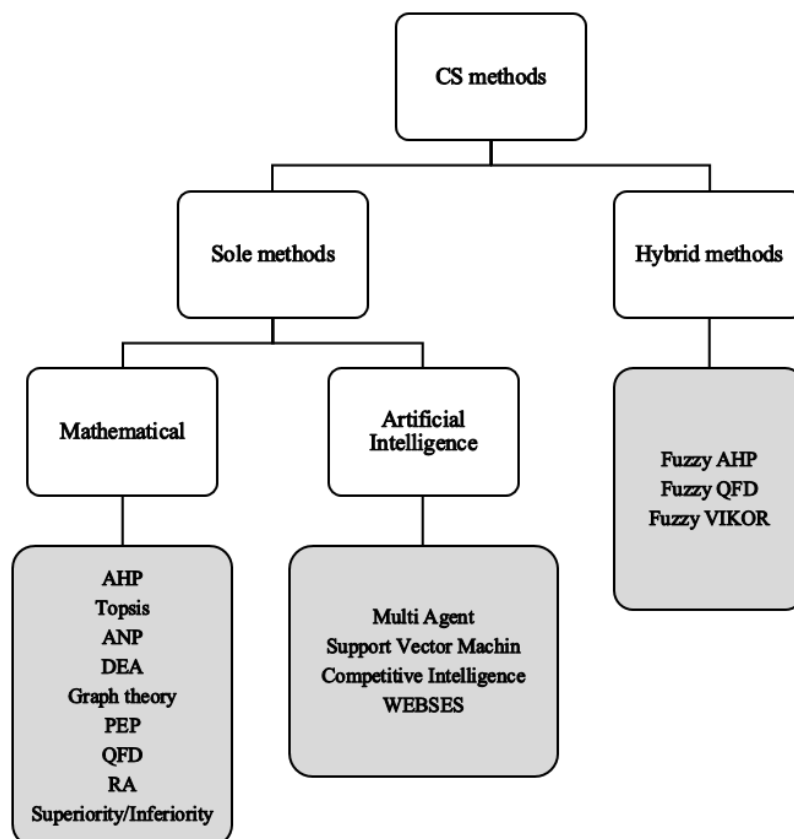 CS methods
Sole methods
Hybrid methods
Mathematical
Artificial
Intelligence
AHP
Topsis
ANP
DEA
Graph theory
PEP
QFD
RA
Superiority/Inferiority
Multi Agent
Support Vector Machin
Competitive Intelligence
WEBSES
Fuzzy AHP
Fuzzy QFD
Fuzzy VIKOR